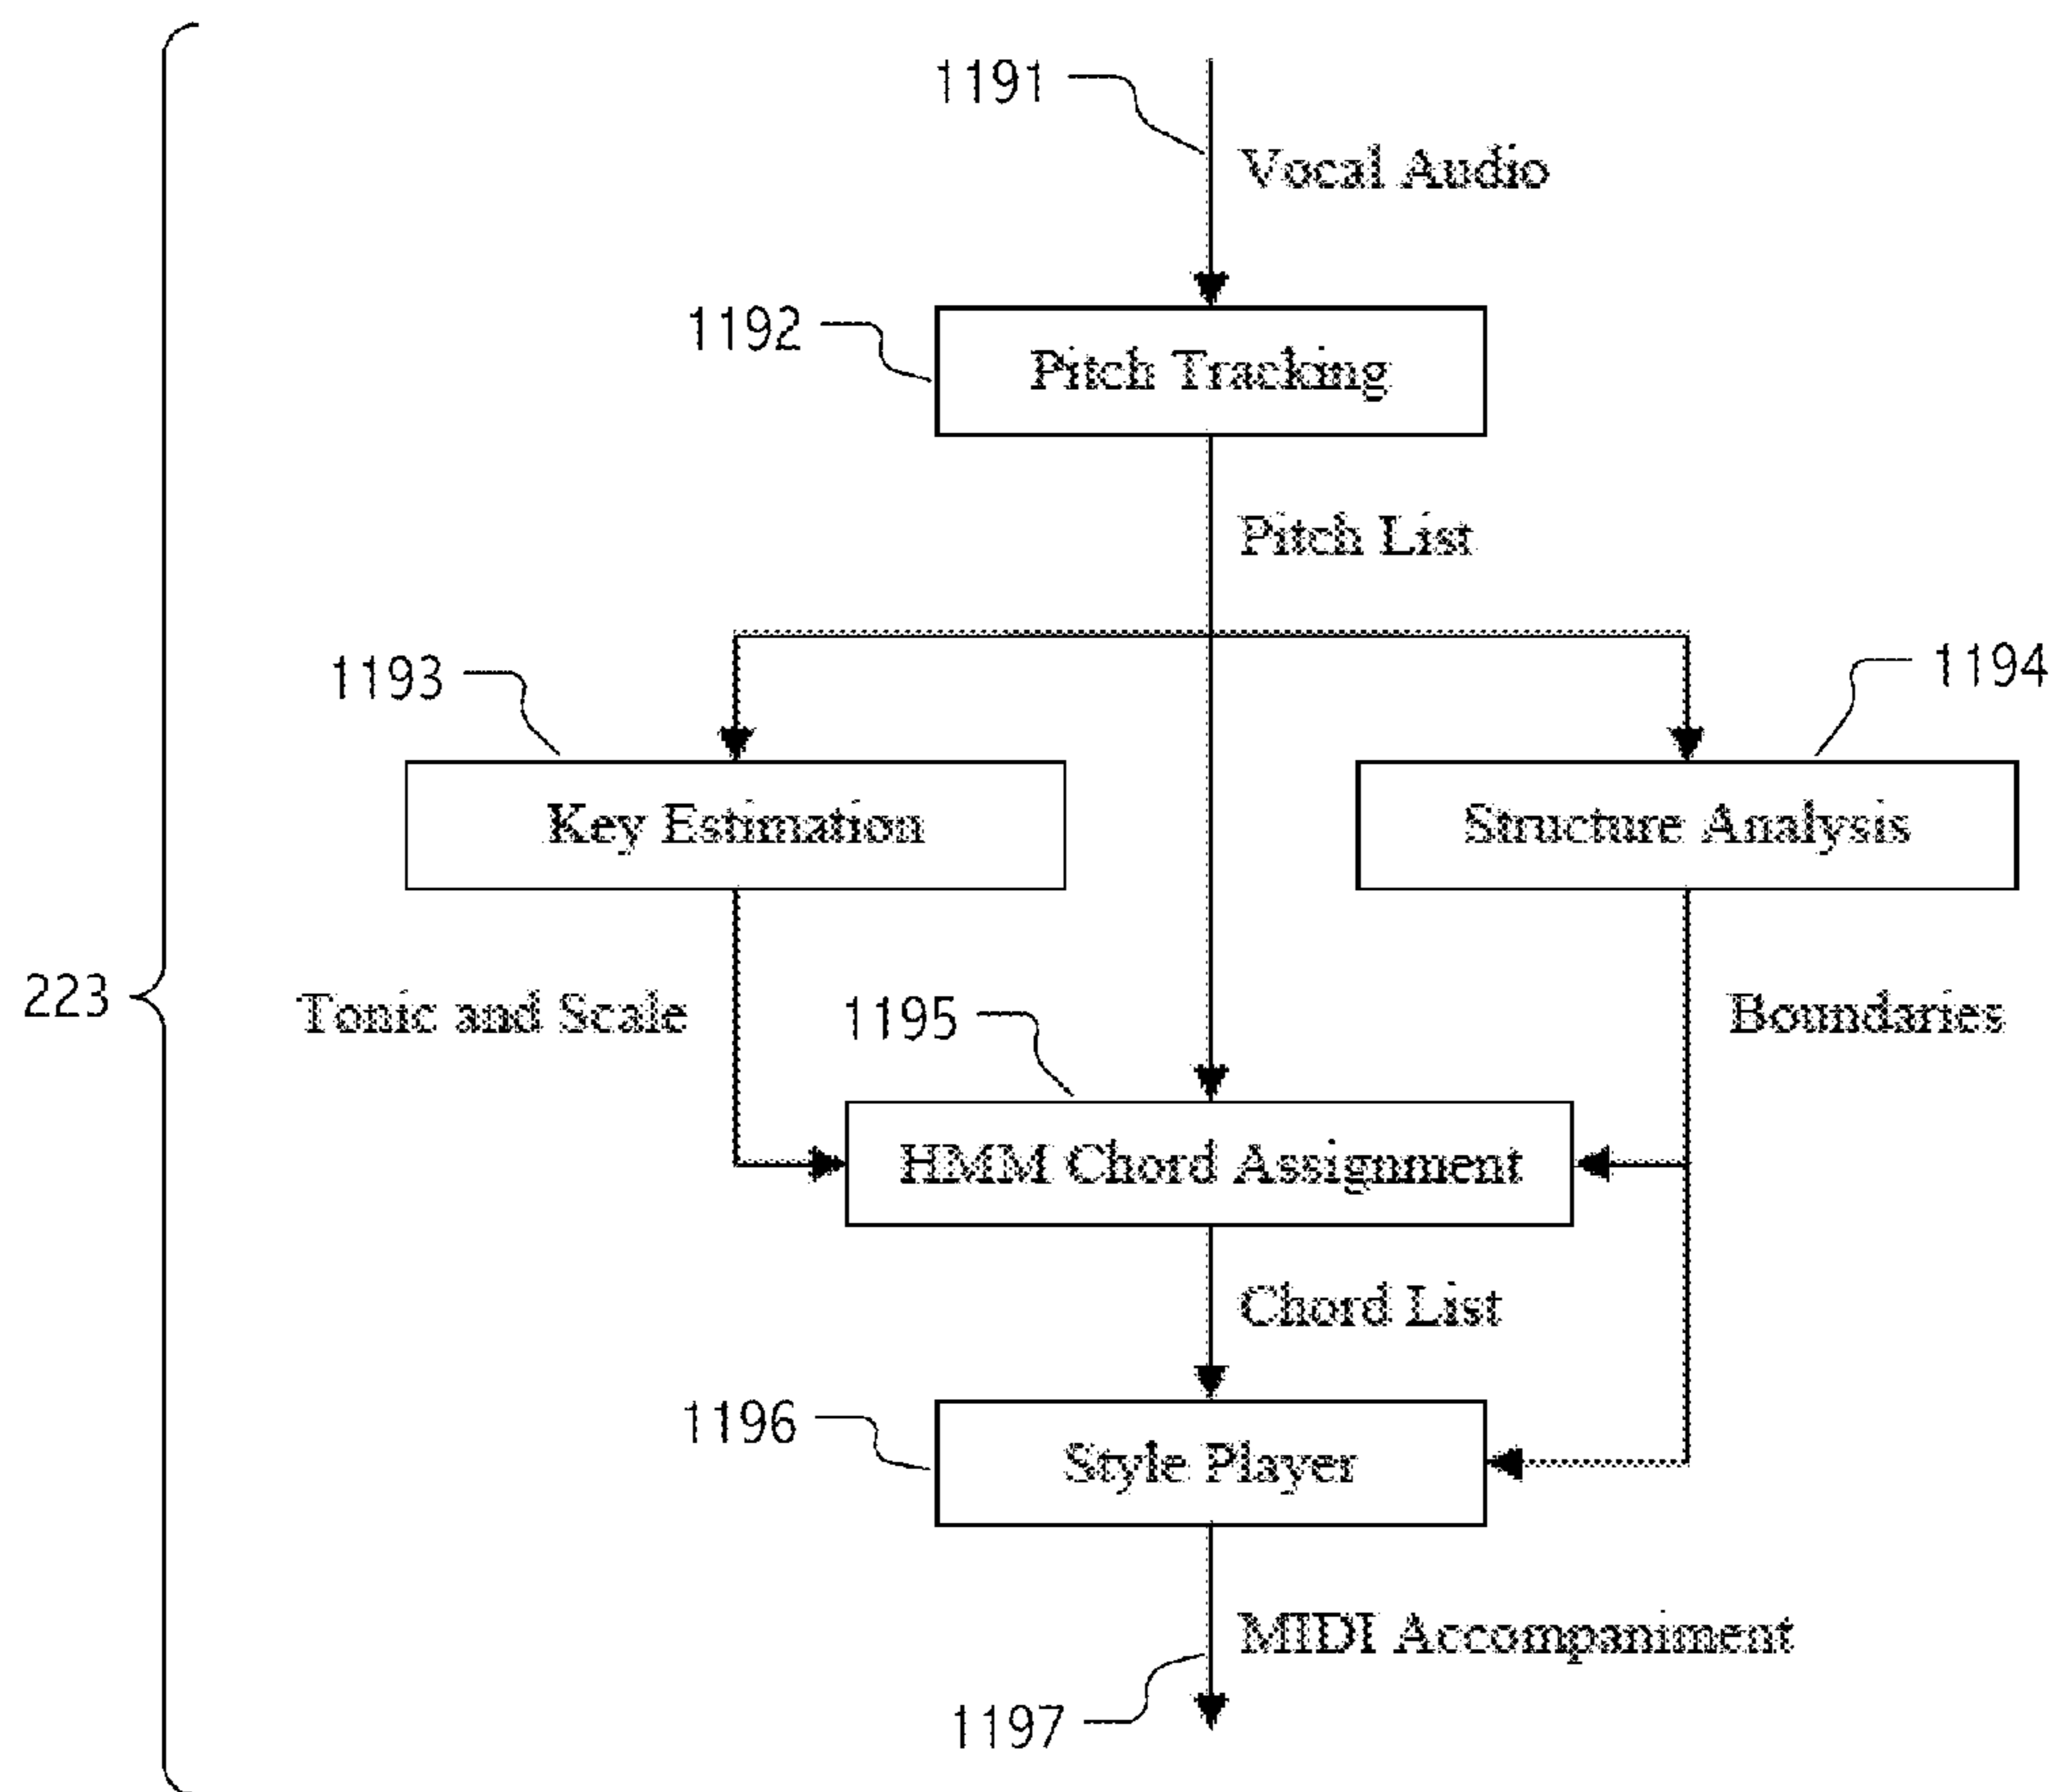 1191
Vocal Audio
1192
Pitch Tracking
Pitch List
1193
1194
Key Estimation
Structure Analysis
223
Tonic and Scale
1195
Boundaries
HMM Chord Assignment
Chord List
1196
Style Player
MIDI Accompaniment
1197